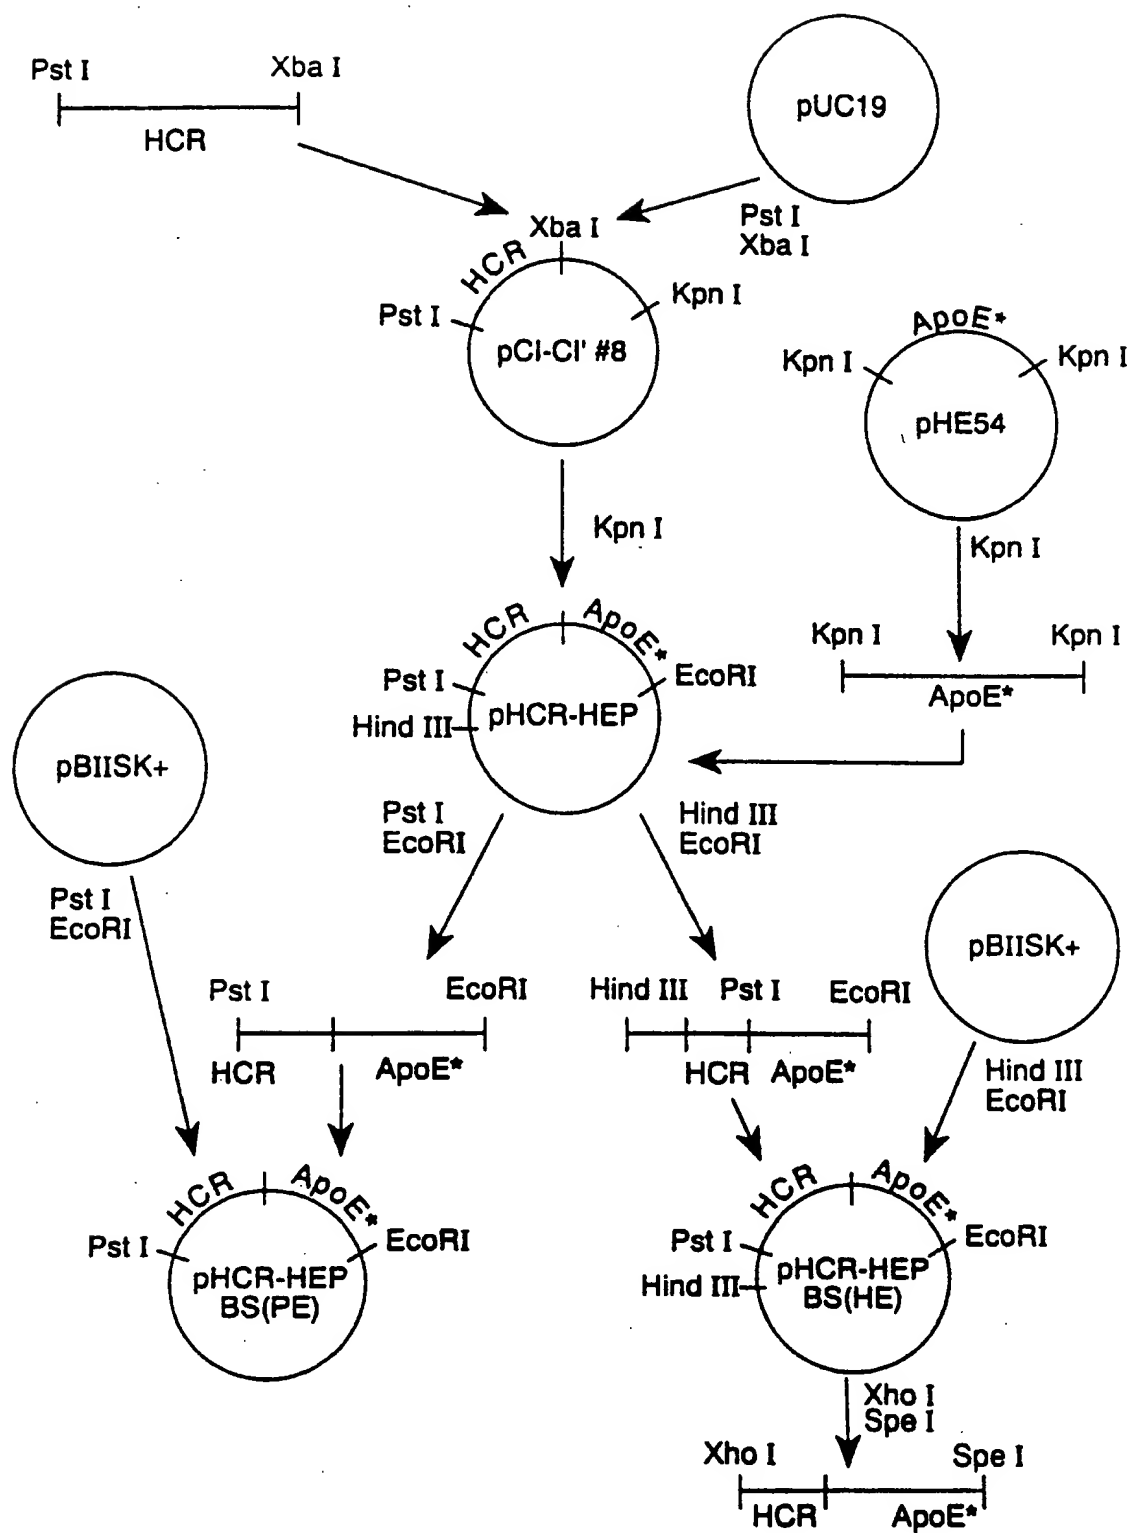 Pst I
Xba I
HCR
pUC19
Pst I
Xba I
Xba I
HCR
Pst I
Kpn I
pCI-CI' #8
ApoE*
Kpn I
Kpn I
pHE54
Kpn I
Kpn I
Kpn I
Kpn I
ApoE*
HCR
ApoE*
Pst I
EcoRI
Hind III
pHCR-HEP
pBIISK+
Pst I
EcoRI
Hind III
EcoRI
Pst I
EcoRI
pBIISK+
Pst I
EcoRI
HCR
ApoE*
Hind III
Pst I
EcoRI
HCR
ApoE*
Hind III
EcoRI
HCR
ApoE*
Pst I
EcoRI
pHCR-HEP
BS(PE)
HCR
ApoE*
Pst I
EcoRI
Hind III
pHCR-HEP
BS(HE)
Xho I
Spe I
Xho I
Spe I
HCR
ApoE*